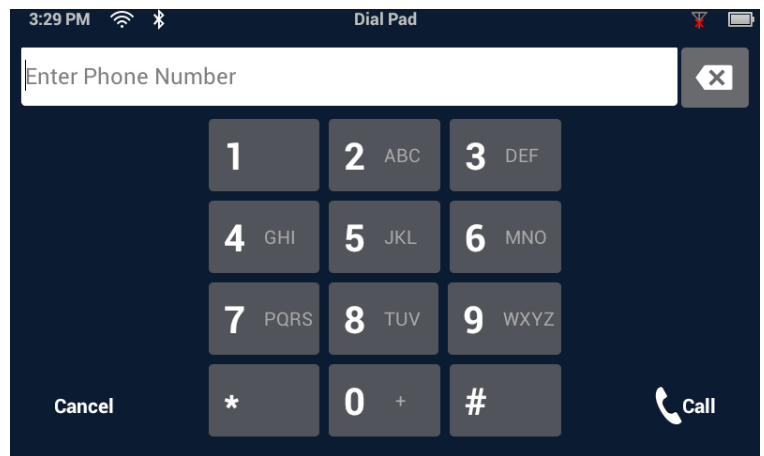 3:29 PM Dial Pad
Enter Phone Number
1 2 ABC 3 DEF
4 GHI 5 JKL 6 MNO
7 PQRS 8 TUV 9 WXYZ
Cancel * 0 + # Call